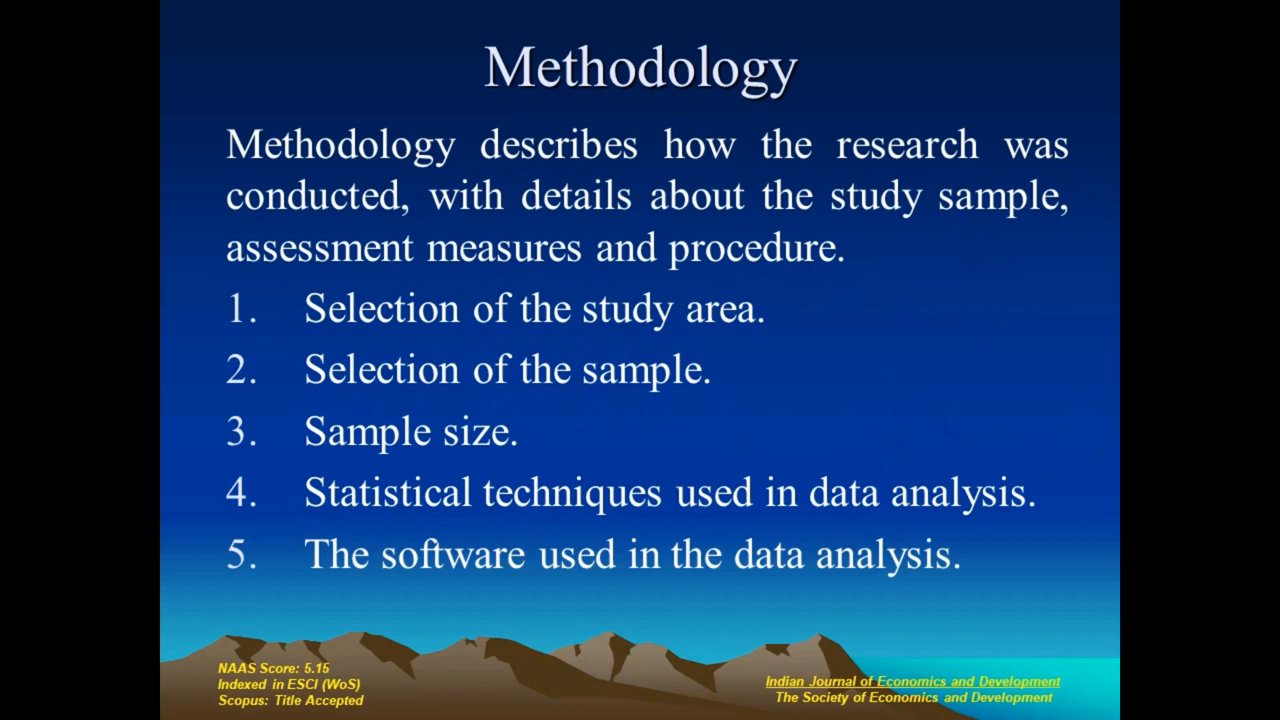 Methodology
Methodology describes how the research was
conducted, with details about the study sample,
assessment measures and procedure.
1. Selection of the study area.
2. Selection of the sample.
3. Sample size.
4. Statistical techniques used in data analysis.
5. The software used in the data analysis.
NAAS Score: 5.15
Indexed in ESCI (WoS)
Scopus: Title Accepted
Indian Journal of Economics and Development
The Society of Economics and Development